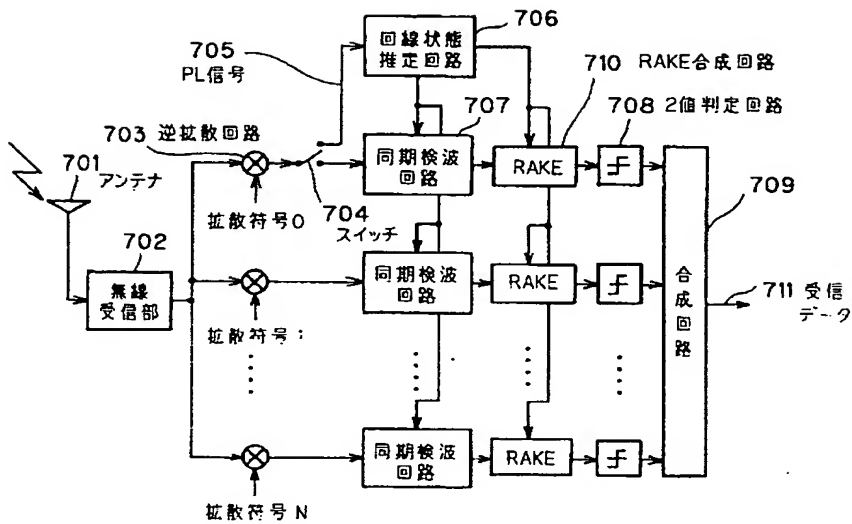 706
705
PL信号
回線状態
推定回路
710 RAKE合成回路
707
708 2値判定回路
703 逆拡散回路
701
アンテナ
同期検波
回路
RAKE
709
拡散符号0
704
スイッチ
702
無線
受信部
同期検波
回路
RAKE
合成回路
711 受信
データ
拡散符号i
同期検波
回路
RAKE
拡散符号N